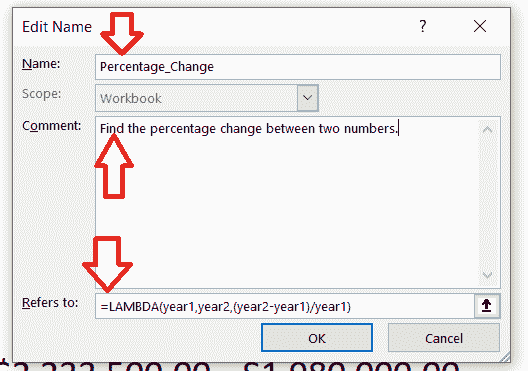 Edit Name
? ×
Name: Percentage_Change
Scope: Workbook
Comment: Find the percentage change between two numbers.
Refers to: =LAMBDA(year1,year2,(year2-year1)/year1)
OK Cancel